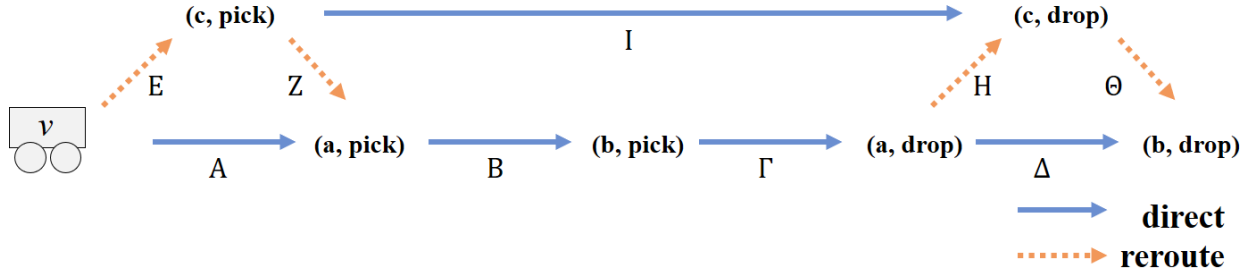 (c, pick) (c, drop)
I
E Z H Θ
v
(a, pick) (b, pick) (a, drop) (b, drop)
A B Γ Δ
direct
reroute